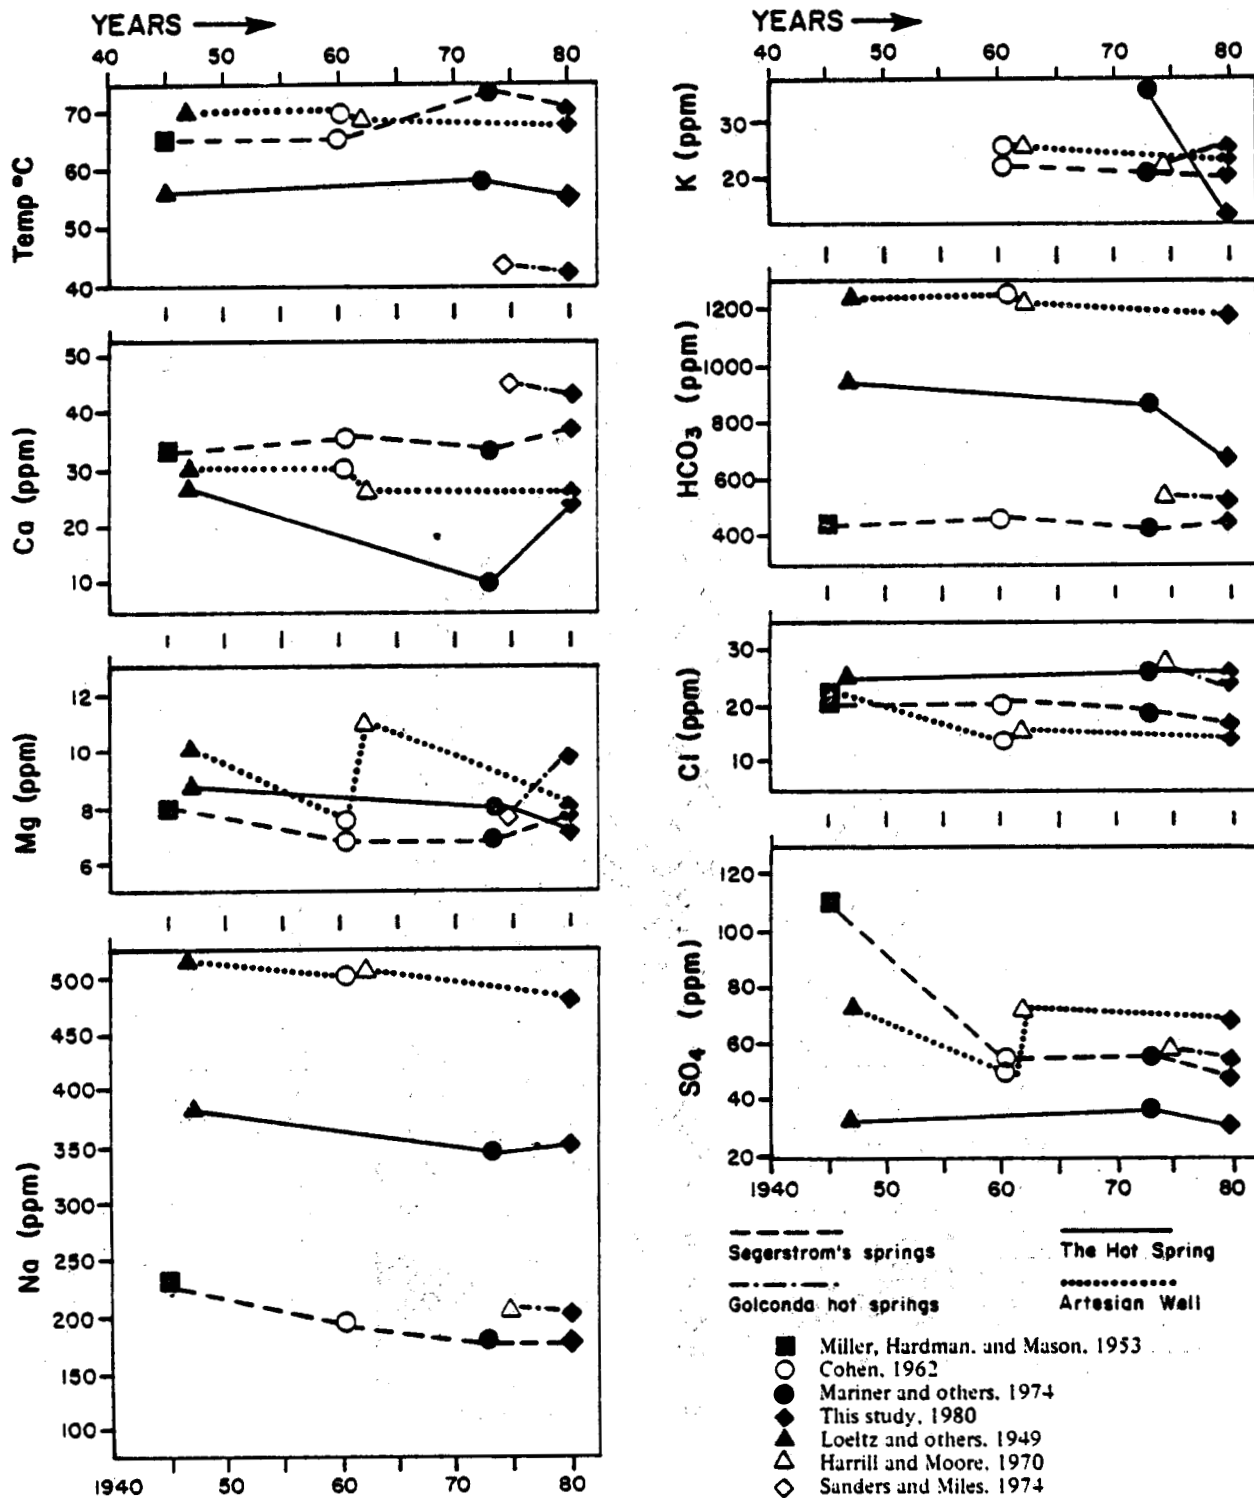 YEARS
40 50 60 70 80
70
60
50
40
Temp °C
50
40
30
20
10
Ca (ppm)
12
10
8
6
Mg (ppm)
500
450
400
350
300
250
200
150
100
Na (ppm)
1940 50 60 70 80
YEARS
40 50 60 70 80
30
20
K (ppm)
1200
1000
800
600
400
HCO3 (ppm)
30
20
10
Cl (ppm)
120
100
80
60
40
20
SO4 (ppm)
1940 50 60 70 80
Segerstrom's springs
The Hot Spring
Golconda hot springs
Artesian Well
Miller, Hardman, and Mason, 1953
Cohen, 1962
Mariner and others, 1974
This study, 1980
Loeltz and others, 1949
Harrill and Moore, 1970
Sanders and Miles, 1974